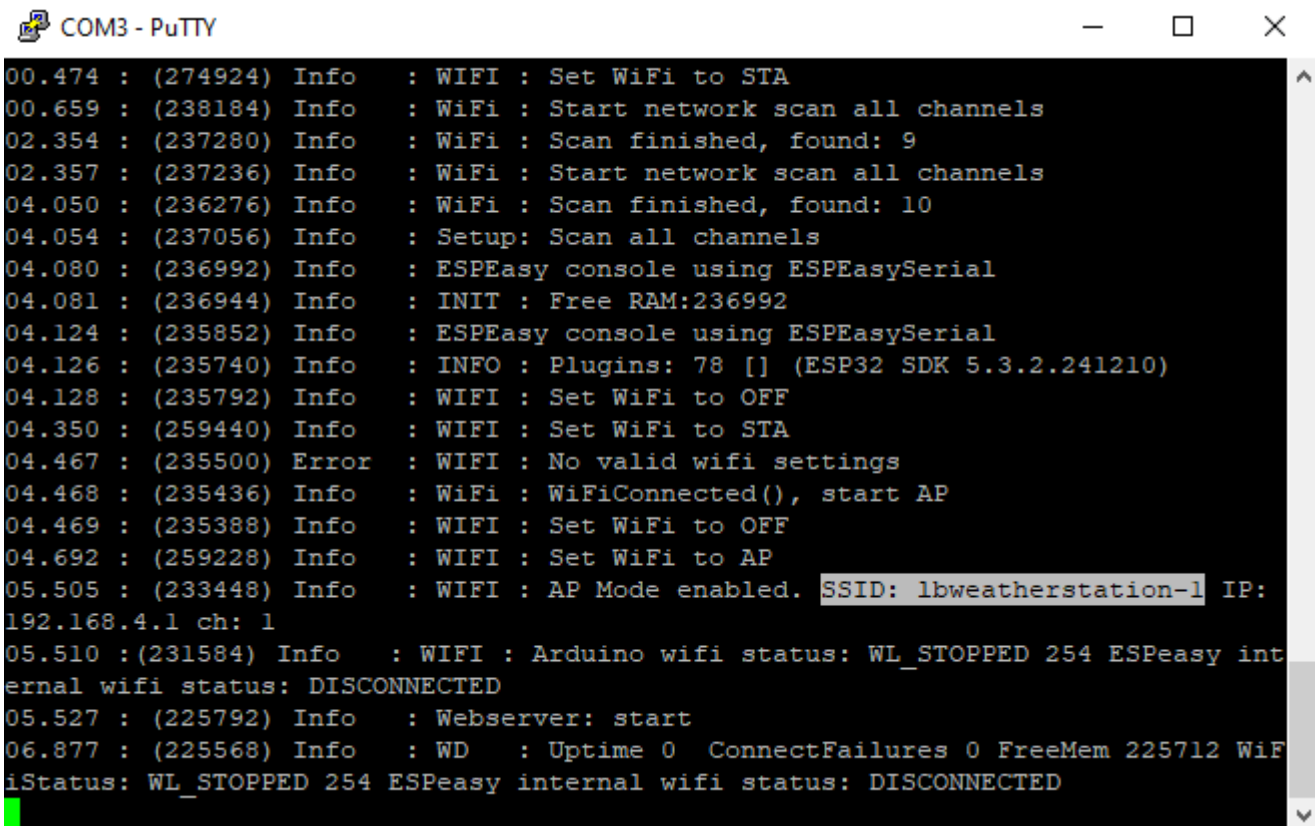 COM3 - PuTTY
00.474 : (274924) Info   : WIFI : Set WiFi to STA
00.659 : (238184) Info   : WiFi : Start network scan all channels
02.354 : (237280) Info   : WiFi : Scan finished, found: 9
02.357 : (237236) Info   : WiFi : Start network scan all channels
04.050 : (236276) Info   : WiFi : Scan finished, found: 10
04.054 : (237056) Info   : Setup: Scan all channels
04.080 : (236992) Info   : ESPEasy console using ESPEasySerial
04.081 : (236944) Info   : INIT : Free RAM:236992
04.124 : (235852) Info   : ESPEasy console using ESPEasySerial
04.126 : (235740) Info   : INFO : Plugins: 78 [] (ESP32 SDK 5.3.2.241210)
04.128 : (235792) Info   : WIFI : Set WiFi to OFF
04.350 : (259440) Info   : WIFI : Set WiFi to STA
04.467 : (235500) Error  : WIFI : No valid wifi settings
04.468 : (235436) Info   : WiFi : WiFiConnected(), start AP
04.469 : (235388) Info   : WIFI : Set WiFi to OFF
04.692 : (259228) Info   : WIFI : Set WiFi to AP
05.505 : (233448) Info   : WIFI : AP Mode enabled. SSID: lbweatherstation-1 IP:
192.168.4.1 ch: 1
05.510 :(231584) Info   : WIFI : Arduino wifi status: WL_STOPPED 254 ESPeasy int
ernal wifi status: DISCONNECTED
05.527 : (225792) Info   : Webserver: start
06.877 : (225568) Info   : WD   : Uptime 0  ConnectFailures 0 FreeMem 225712 WiF
iStatus: WL_STOPPED 254 ESPeasy internal wifi status: DISCONNECTED